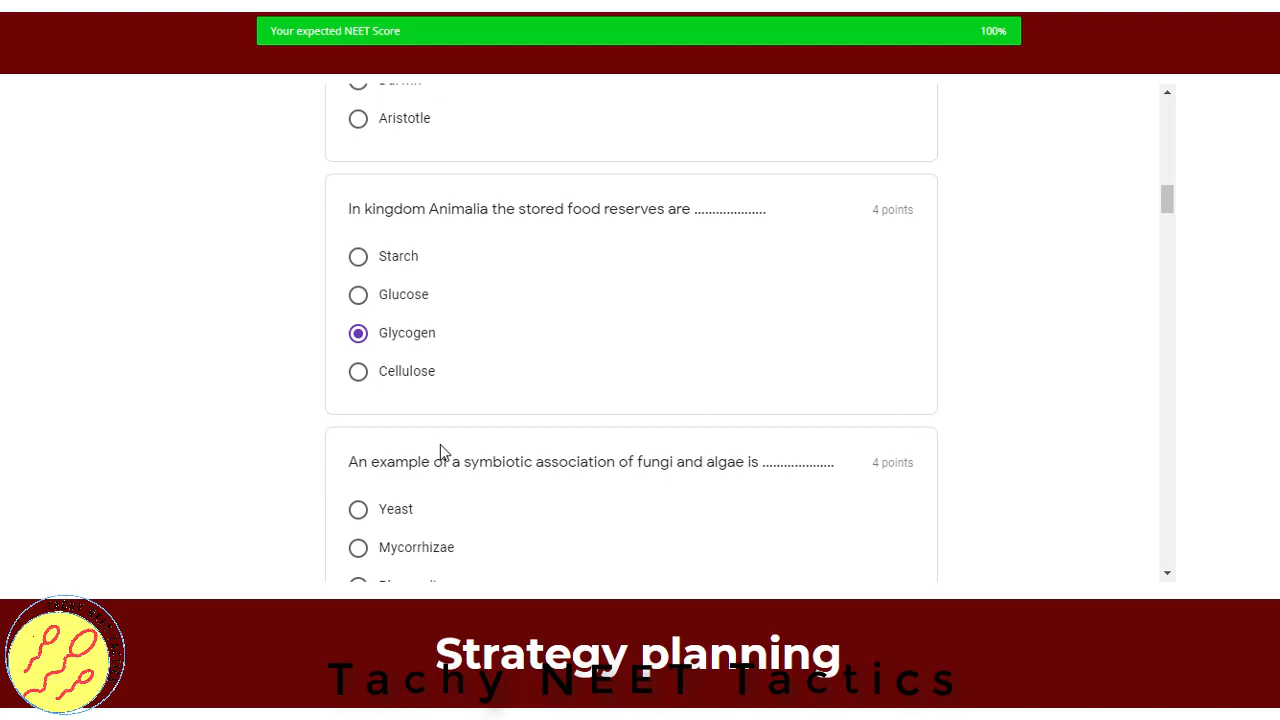 Your expected NEET Score 100%
Aristotle
In kingdom Animalia the stored food reserves are ....................
4 points
Starch
Glucose
Glycogen
Cellulose
An example of a symbiotic association of fungi and algae is ....................
4 points
Yeast
Mycorrhizae
Strategy planning
Tachy NEET Tactics